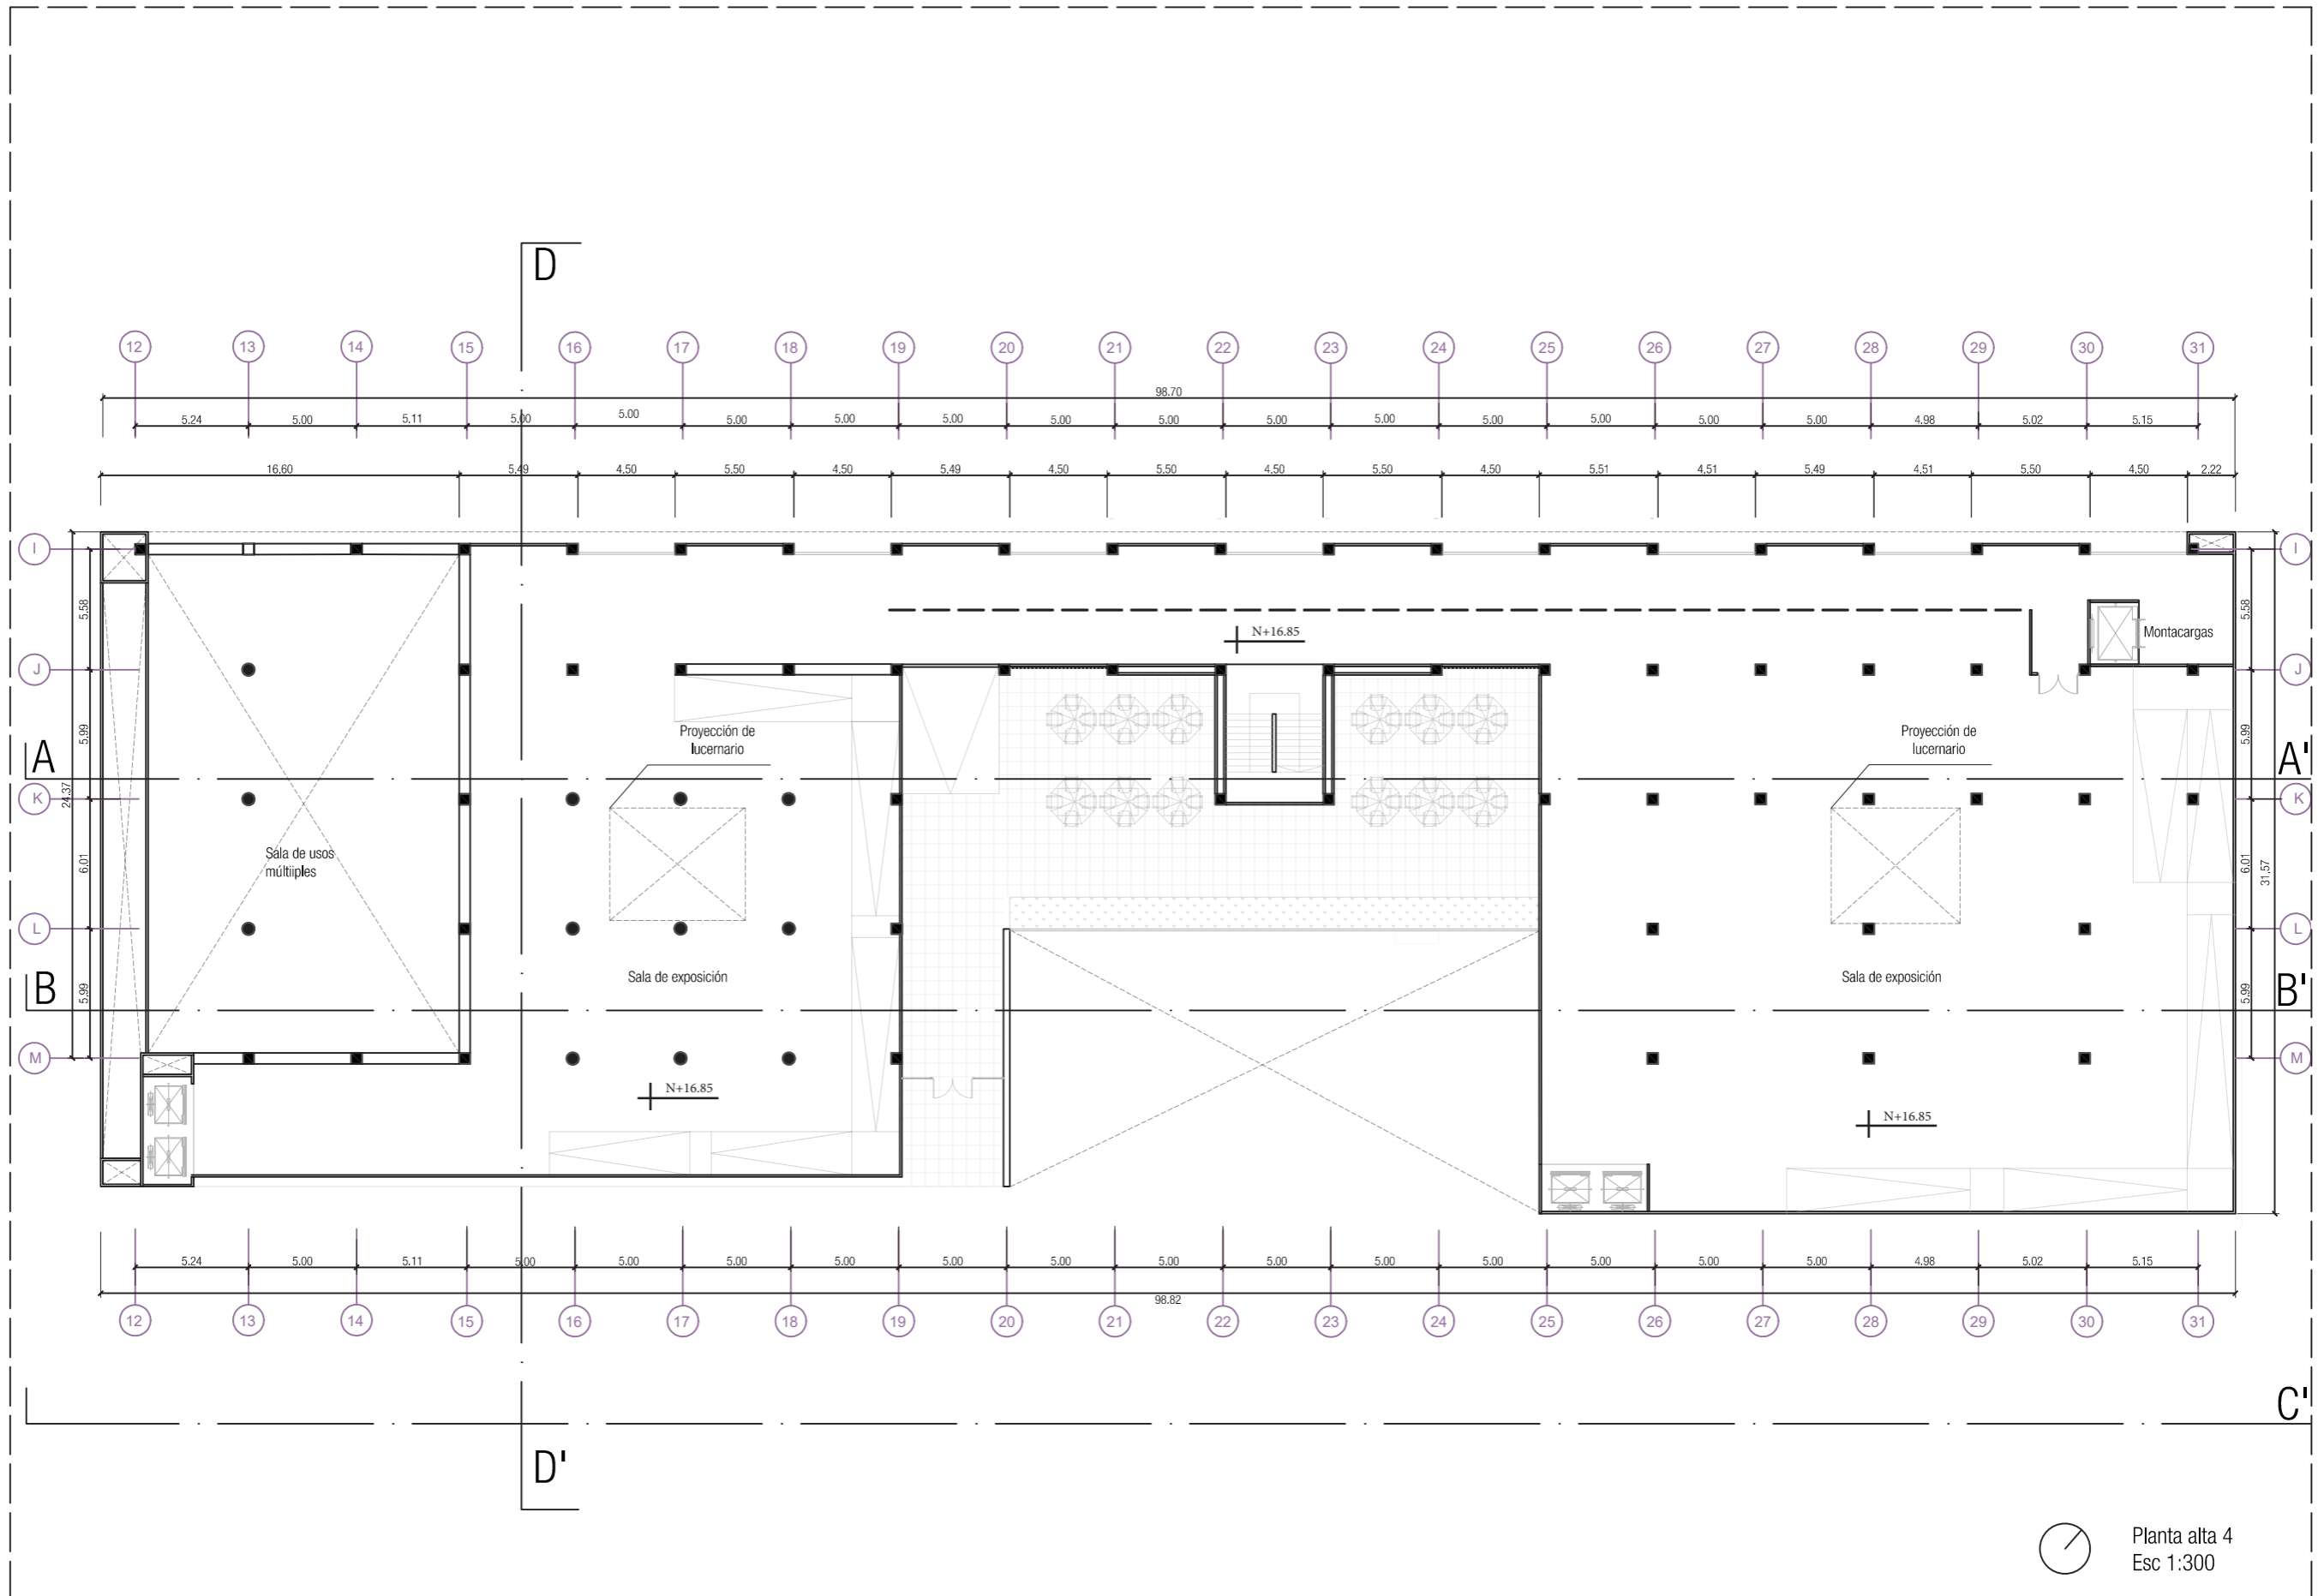 D
12 13 14 15 16 17 18 19 20 21 22 23 24 25 26 27 28 29 30 31
98.70
5.24 5.00 5.11 5.00 5.00 5.00 5.00 5.00 5.00 5.00 5.00 5.00 5.00 5.00 5.00 5.00 4.98 5.02 5.15
16.60 5.49 4.50 5.50 4.50 5.49 4.50 5.50 4.50 5.50 4.50 5.51 4.51 5.49 4.51 5.50 4.50 2.22
I I
5.58 5.58
N+16.85
Montacargas
J J
Proyección de
lucernario
Proyección de
lucernario
5.99 5.99
A A'
24.37
K K
Sala de usos
múltiiples
6.01 6.01
31.57
L L
Sala de exposición
Sala de exposición
5.99 5.99
B B'
M M
N+16.85
N+16.85
5.24 5.00 5.11 5.00 5.00 5.00 5.00 5.00 5.00 5.00 5.00 5.00 5.00 5.00 5.00 5.00 4.98 5.02 5.15
98.82
12 13 14 15 16 17 18 19 20 21 22 23 24 25 26 27 28 29 30 31
C'
D'
Planta alta 4
Esc 1:300